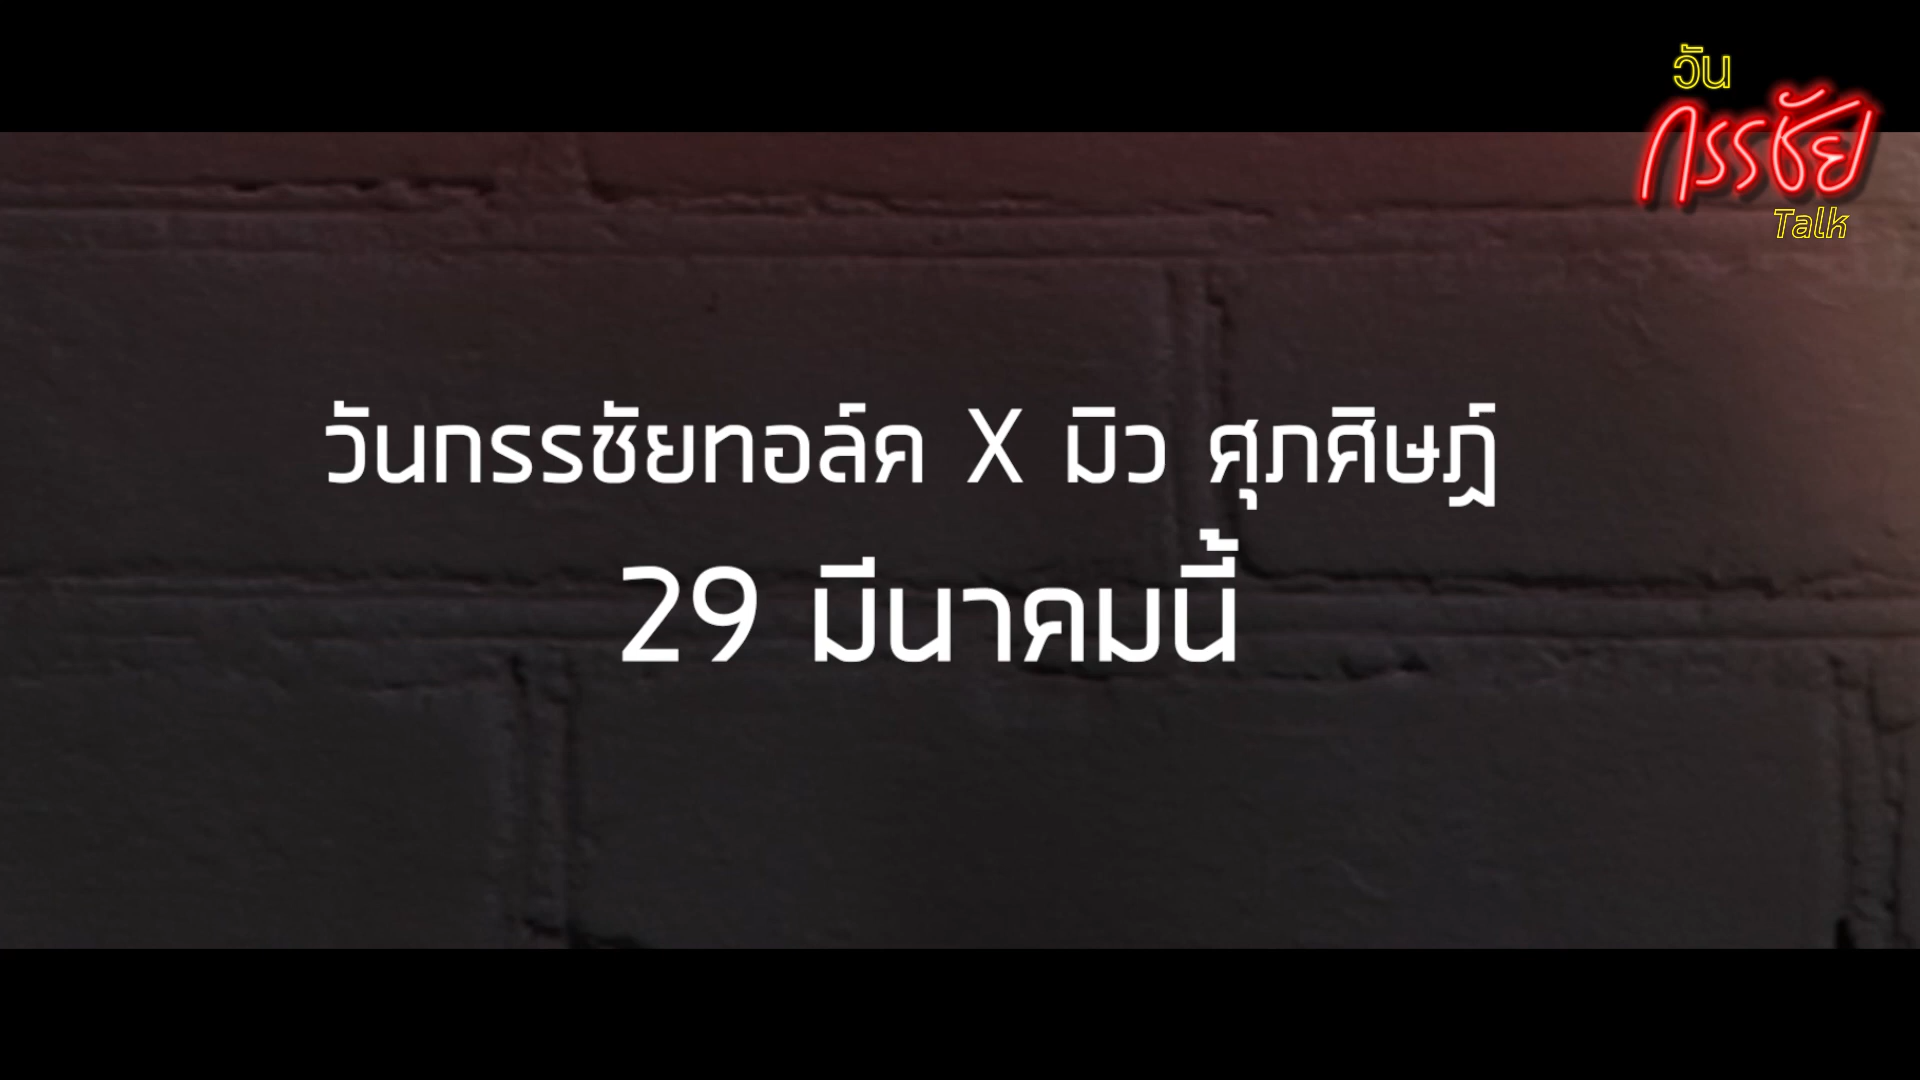 วัน
กรรชัย
Talk
วันกรรชัยทอล์ค X มิว ศุภศิษฏ์
29 มีนาคมนี้